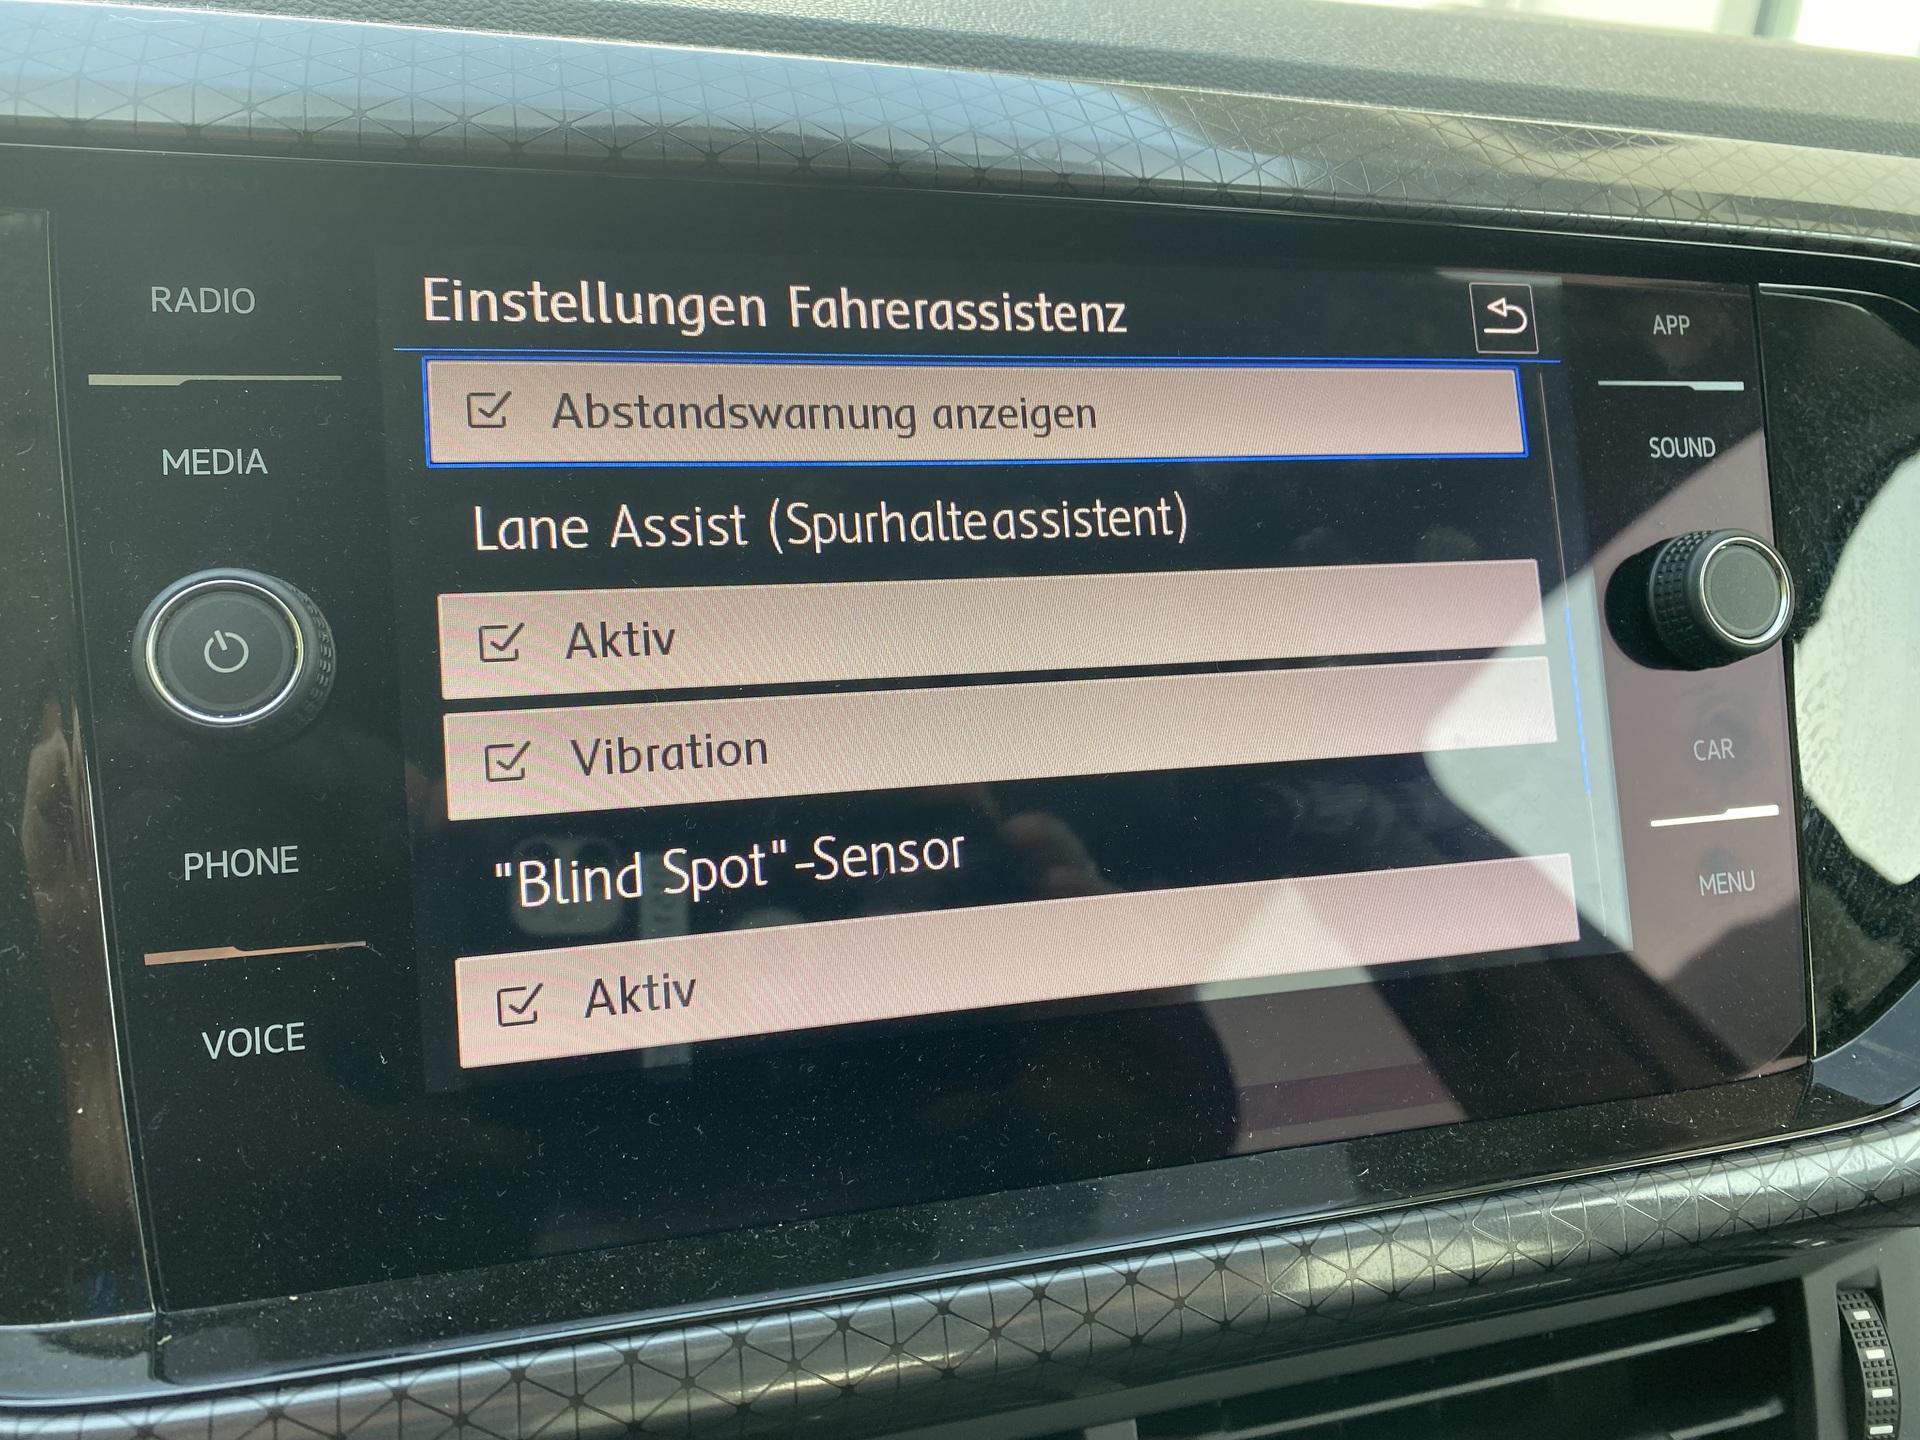 RADIO
MEDIA
PHONE
VOICE
Einstellungen Fahrerassistenz
Abstandswarnung anzeigen
Lane Assist (Spurhalteassistent)
Aktiv
Vibration
"Blind Spot"-Sensor
Aktiv
APP
SOUND
CAR
MENU